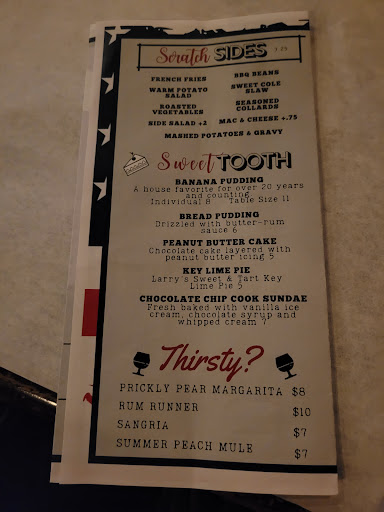 Scratch SIDES 3.25
FRENCH FRIES
BBQ BEANS
WARM POTATO
SALAD
SWEET COLE
SLAW
ROASTED
VEGETABLES
SEASONED
COLLARDS
SIDE SALAD +2
MAC & CHEESE +.75
MASHED POTATOES & GRAVY
Sweet TOOTH
BANANA PUDDING
A house favorite for over 20 years
and counting
Individual 8 Table Size 11
BREAD PUDDING
Drizzled with butter-rum
sauce 6
PEANUT BUTTER CAKE
Chocolate cake layered with
peanut butter icing 5
KEY LIME PIE
Larry's Sweet & Tart Key
Lime Pie 5
CHOCOLATE CHIP COOK SUNDAE
Fresh baked with vanilla ice
cream, chocolate syrup and
whipped cream 7
Thirsty?
PRICKLY PEAR MARGARITA $8
RUM RUNNER $10
SANGRIA $7
SUMMER PEACH MULE $7